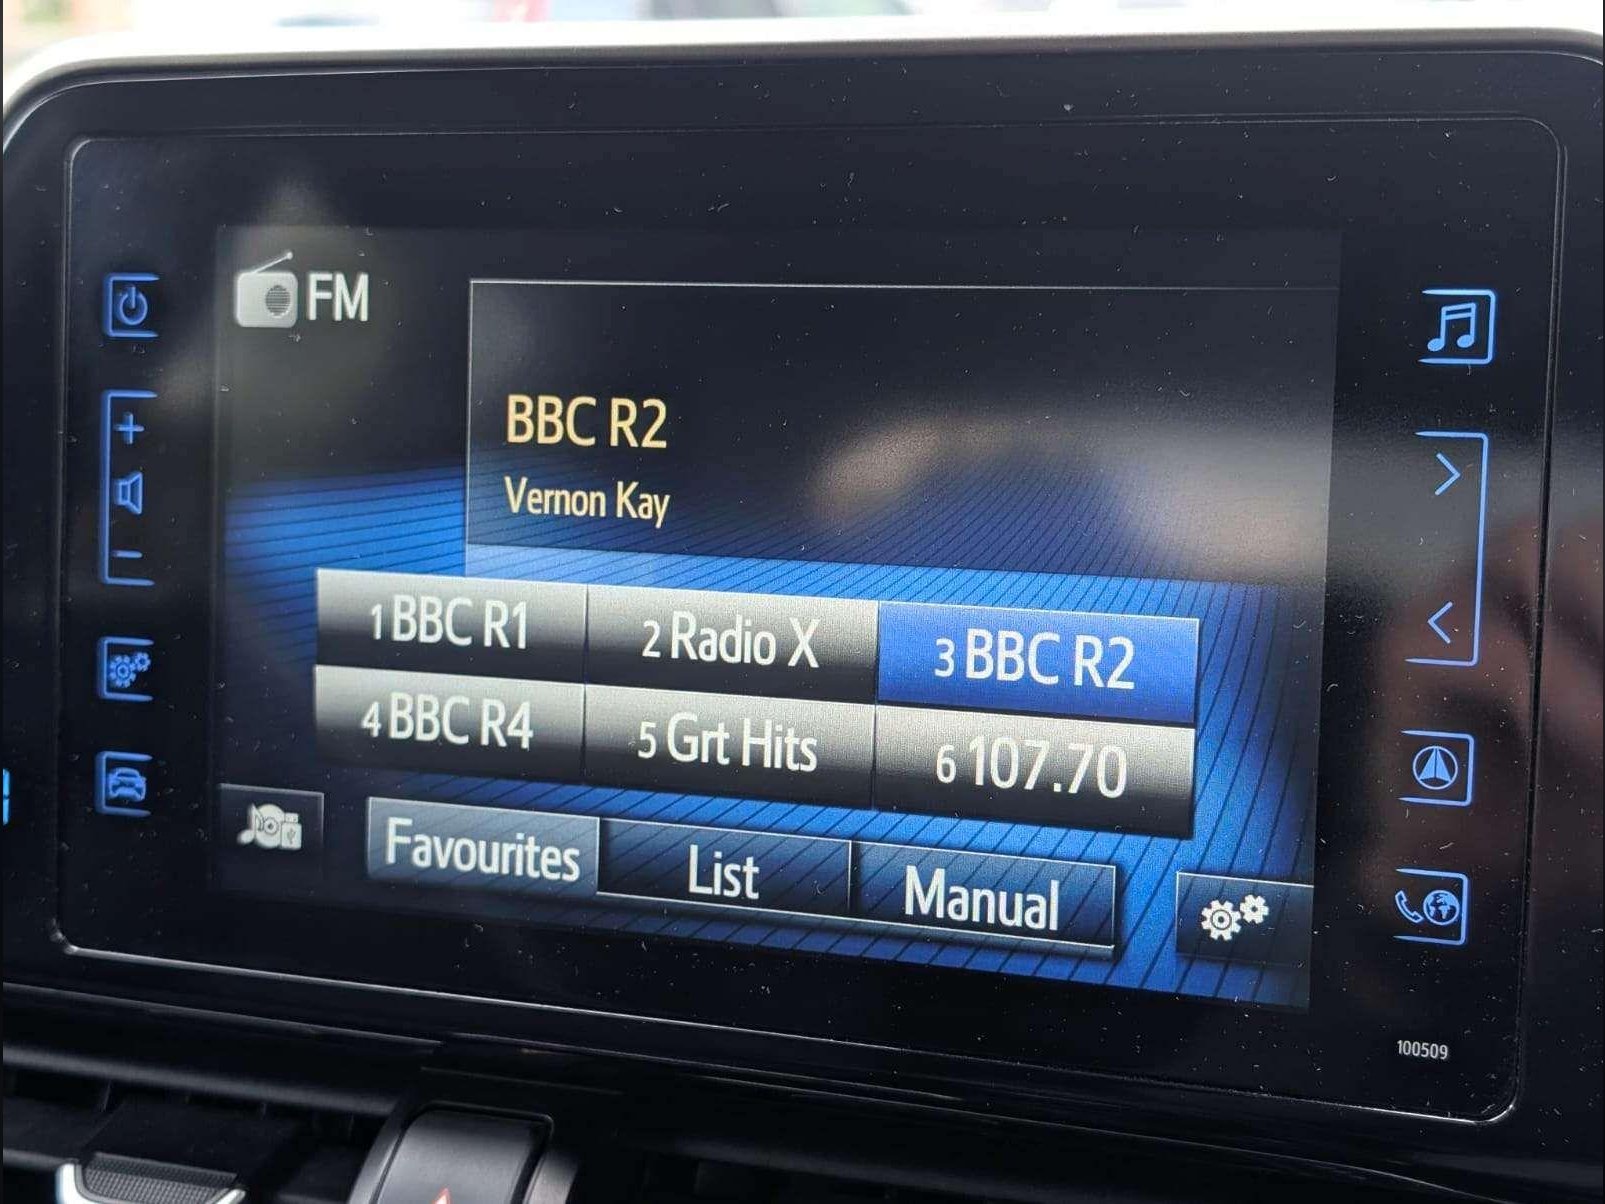 FM
BBC R2
Vernon Kay
1 BBC R1
2 Radio X
3 BBC R2
4 BBC R4
5 Grt Hits
6 107.70
Favourites
List
Manual
100509